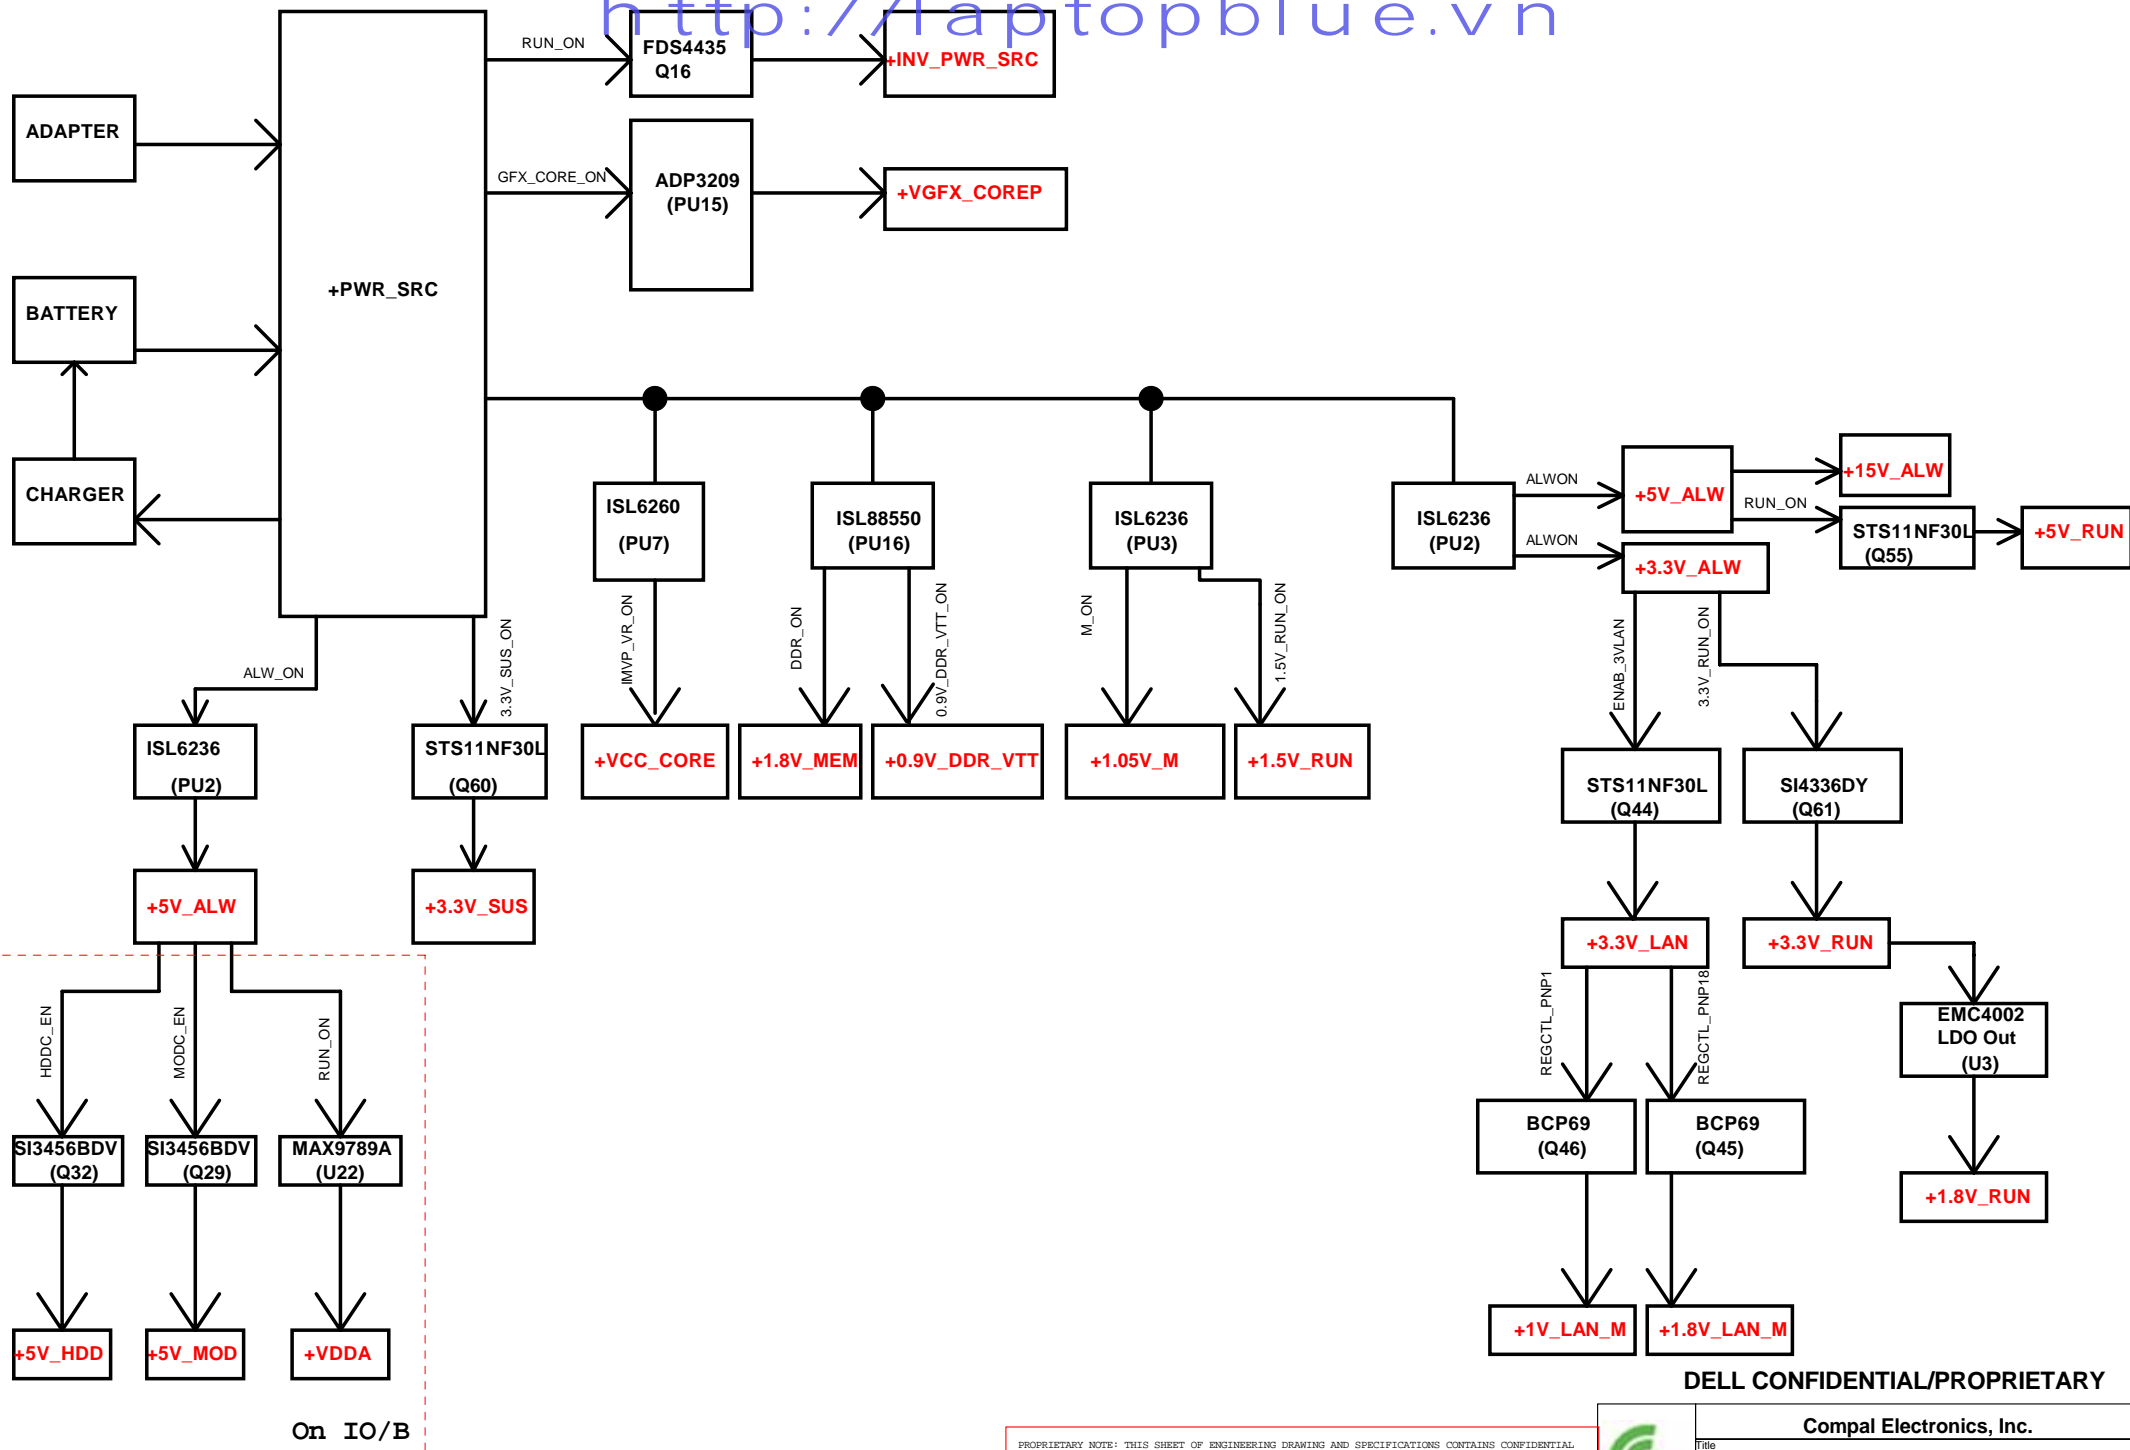 http://laptopblue.vn
RUN_ON
FDS4435
Q16
+INV_PWR_SRC
ADAPTER
GFX_CORE_ON
ADP3209
(PU15)
+VGFX_COREP
+PWR_SRC
BATTERY
CHARGER
ISL6260
(PU7)
ISL88550
(PU16)
ISL6236
(PU3)
ISL6236
(PU2)
ALWON
ALWON
+5V_ALW
+15V_ALW
RUN_ON
STS11NF30L
(Q55)
+5V_RUN
+3.3V_ALW
ALW_ON
3.3V_SUS_ON
IMVP_VR_ON
DDR_ON
0.9V_DDR_VTT_ON
M_ON
1.5V_RUN_ON
ENAB_3VLAN
3.3V_RUN_ON
ISL6236
(PU2)
STS11NF30L
(Q60)
+VCC_CORE
+1.8V_MEM
+0.9V_DDR_VTT
+1.05V_M
+1.5V_RUN
STS11NF30L
(Q44)
SI4336DY
(Q61)
+5V_ALW
+3.3V_SUS
+3.3V_LAN
+3.3V_RUN
HDDC_EN
MODC_EN
RUN_ON
REGCTL_PNP1
REGCTL_PNP18
EMC4002
LDO Out
(U3)
SI3456BDV
(Q32)
SI3456BDV
(Q29)
MAX9789A
(U22)
BCP69
(Q46)
BCP69
(Q45)
+1.8V_RUN
+5V_HDD
+5V_MOD
+VDDA
+1V_LAN_M
+1.8V_LAN_M
On IO/B
DELL CONFIDENTIAL/PROPRIETARY
Compal Electronics, Inc.
Title
PROPRIETARY NOTE: THIS SHEET OF ENGINEERING DRAWING AND SPECIFICATIONS CONTAINS CONFIDENTIAL